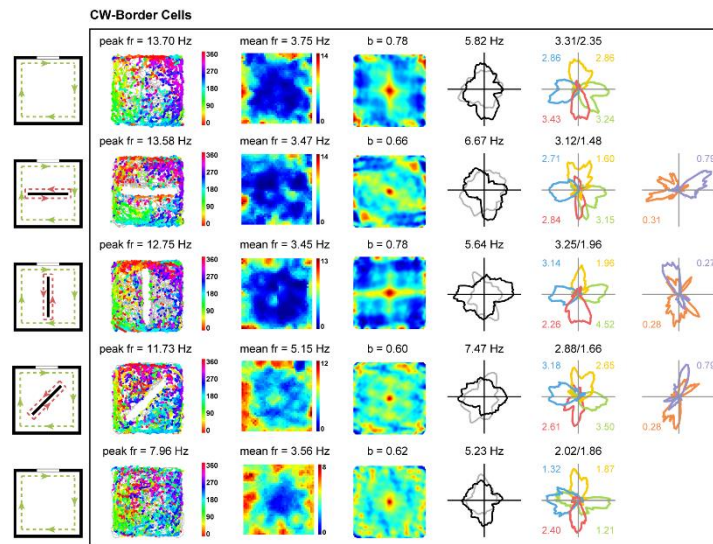 CW-Border Cells
peak fr = 13.70 Hz mean fr = 3.75 Hz b = 0.78 5.82 Hz 3.31/2.35
360 14 2.86 2.86
270
180
90
0 0 3.43 3.24
peak fr = 13.58 Hz mean fr = 3.47 Hz b = 0.66 6.67 Hz 3.12/1.48
360 14 2.71 1.60 0.79
270
180
90
0 0 2.84 3.15 0.31
peak fr = 12.75 Hz mean fr = 3.45 Hz b = 0.78 5.64 Hz 3.25/1.96
360 13 3.14 1.96 0.27
270
180
90
0 0 2.26 4.52 0.28
peak fr = 11.73 Hz mean fr = 5.15 Hz b = 0.60 7.47 Hz 2.88/1.66
360 12 3.18 2.65 0.79
270
180
90
0 0 2.61 3.50 0.28
peak fr = 7.96 Hz mean fr = 3.56 Hz b = 0.62 5.23 Hz 2.02/1.86
360 8 1.32 1.87
270
180
90
0 0 2.40 1.21